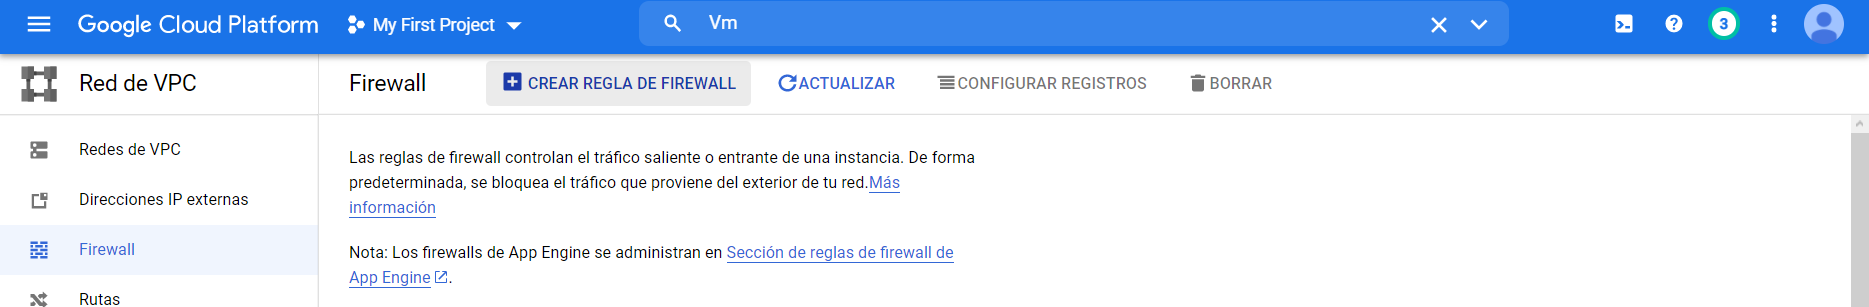 Google Cloud Platform
My First Project
Vm
3
Red de VPC
Firewall
CREAR REGLA DE FIREWALL
ACTUALIZAR
CONFIGURAR REGISTROS
BORRAR
Redes de VPC
Direcciones IP externas
Firewall
Rutas
Las reglas de firewall controlan el tráfico saliente o entrante de una instancia. De forma
predeterminada, se bloquea el tráfico que proviene del exterior de tu red.Más
información
Nota: Los firewalls de App Engine se administran en Sección de reglas de firewall de
App Engine.